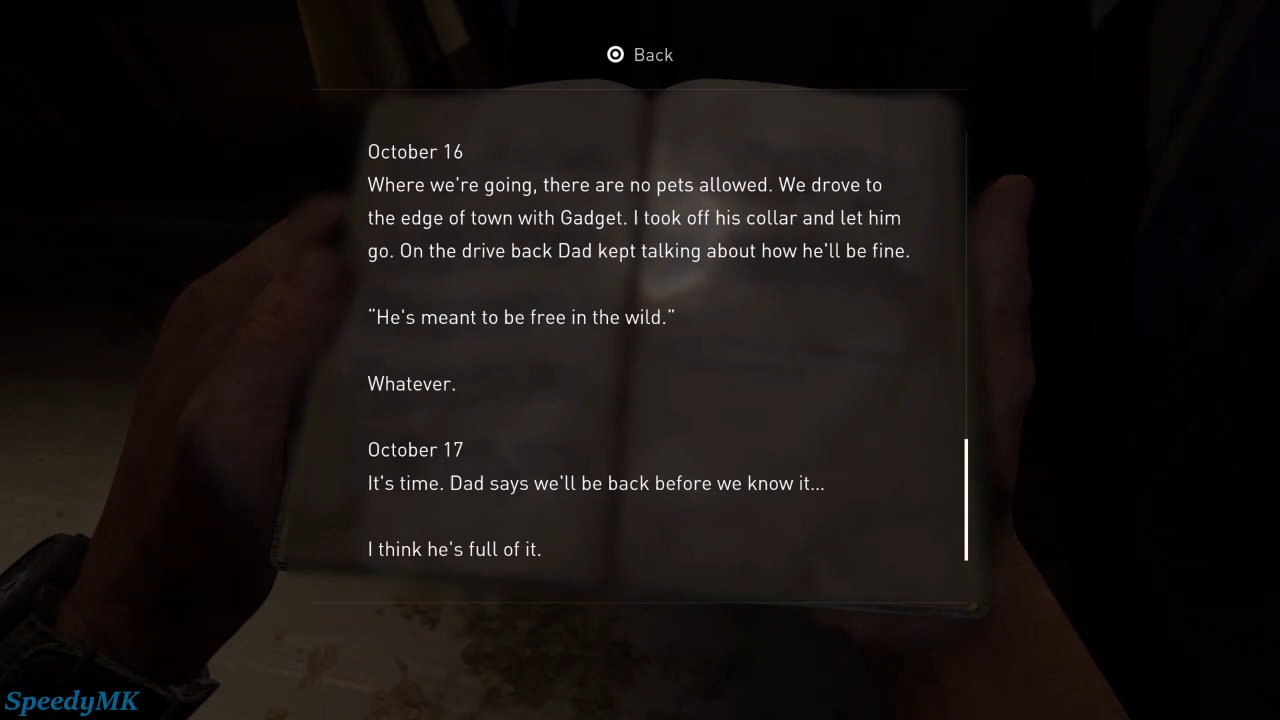 Back
October 16
Where we're going, there are no pets allowed. We drove to
the edge of town with Gadget. I took off his collar and let him
go. On the drive back Dad kept talking about how he'll be fine.
“He's meant to be free in the wild.”
Whatever.
October 17
It's time. Dad says we'll be back before we know it...
I think he's full of it.
SpeedyMK